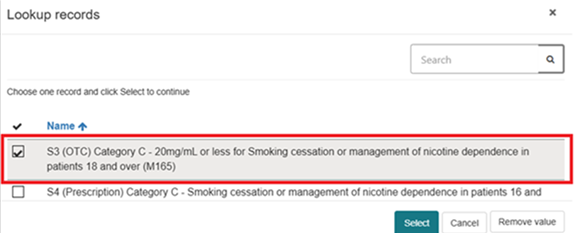 Lookup records
×
Search
Choose one record and click Select to continue
Name
S3 (OTC) Category C - 20mg/mL or less for Smoking cessation or management of nicotine dependence in
patients 18 and over (M165)
S4 (Prescription) Category C - Smoking cessation or management of nicotine dependence in patients 16 and
Select Cancel Remove value